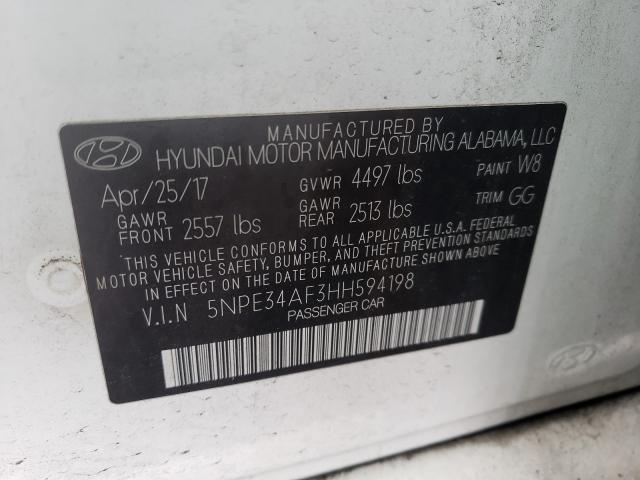 MANUFACTURED BY
HYUNDAI MOTOR MANUFACTURING ALABAMA, LLC
Apr/25/17 GVWR 4497 lbs PAINT W8
GAWR FRONT 2557 lbs GAWR REAR 2513 lbs TRIM GG
THIS VEHICLE CONFORMS TO ALL APPLICABLE U.S.A. FEDERAL
MOTOR VEHICLE SAFETY, BUMPER, AND THEFT PREVENTION STANDARDS
IN EFFECT ON THE DATE OF MANUFACTURE SHOWN ABOVE.
V.I.N 5NPE34AF3HH594198
PASSENGER CAR